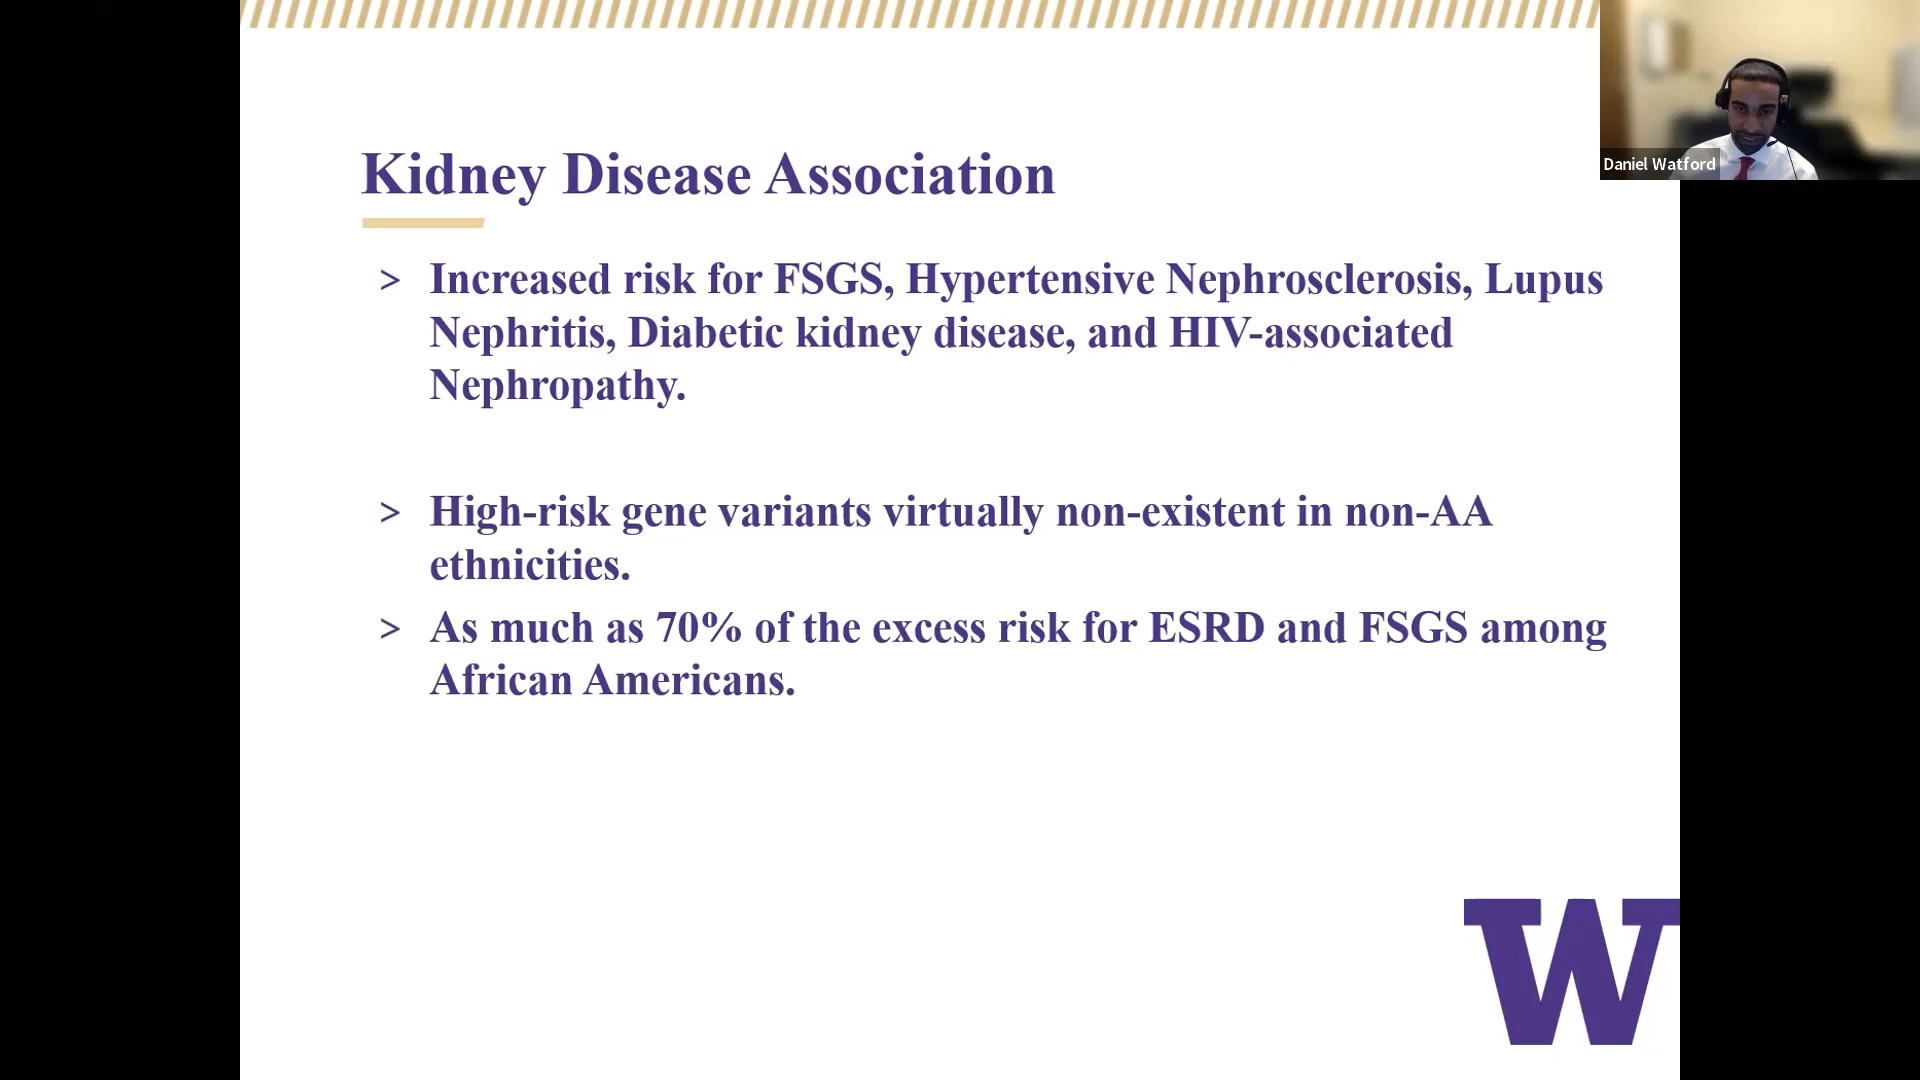 Daniel Watford
Kidney Disease Association
> Increased risk for FSGS, Hypertensive Nephrosclerosis, Lupus
Nephritis, Diabetic kidney disease, and HIV-associated
Nephropathy.
> High-risk gene variants virtually non-existent in non-AA
ethnicities.
> As much as 70% of the excess risk for ESRD and FSGS among
African Americans.
W